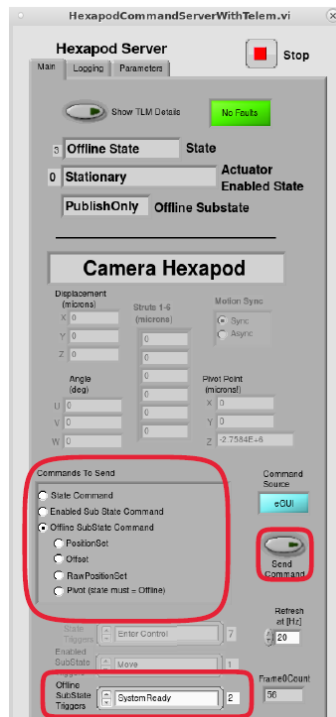 HexapodCommandServerWithTelem.vi
Hexapod Server
Stop
Main Logging Parameters
Show TLM Details
No Faults
3 Offline State State
0 Stationary Actuator
Enabled State
PublishOnly Offline Substate
Camera Hexapod
Displacement
(microns)
Struts 1-6
(microns)
Motion Sync
X 0
Sync
Async
Y 0
0
Z 0
0
0
Angle
(deg)
0
Pivot Point
(microns)
U 0
0
X 0
V 0
0
Y 0
W 0
Z -2.7584E+6
Commands To Send
Command
Source
State Command
Enabled Sub State Command
eGUI
Offline SubState Command
PositionSet
Offset
RawPositionSet
Pivot (state must = Offline)
Send
Command
State
Triggers
Enter Control 7
Refresh
at [Hz]
20
Enabled
SubState
Move 1
Offline
SubState
Triggers
SystemReady 2
Frame#Count
56